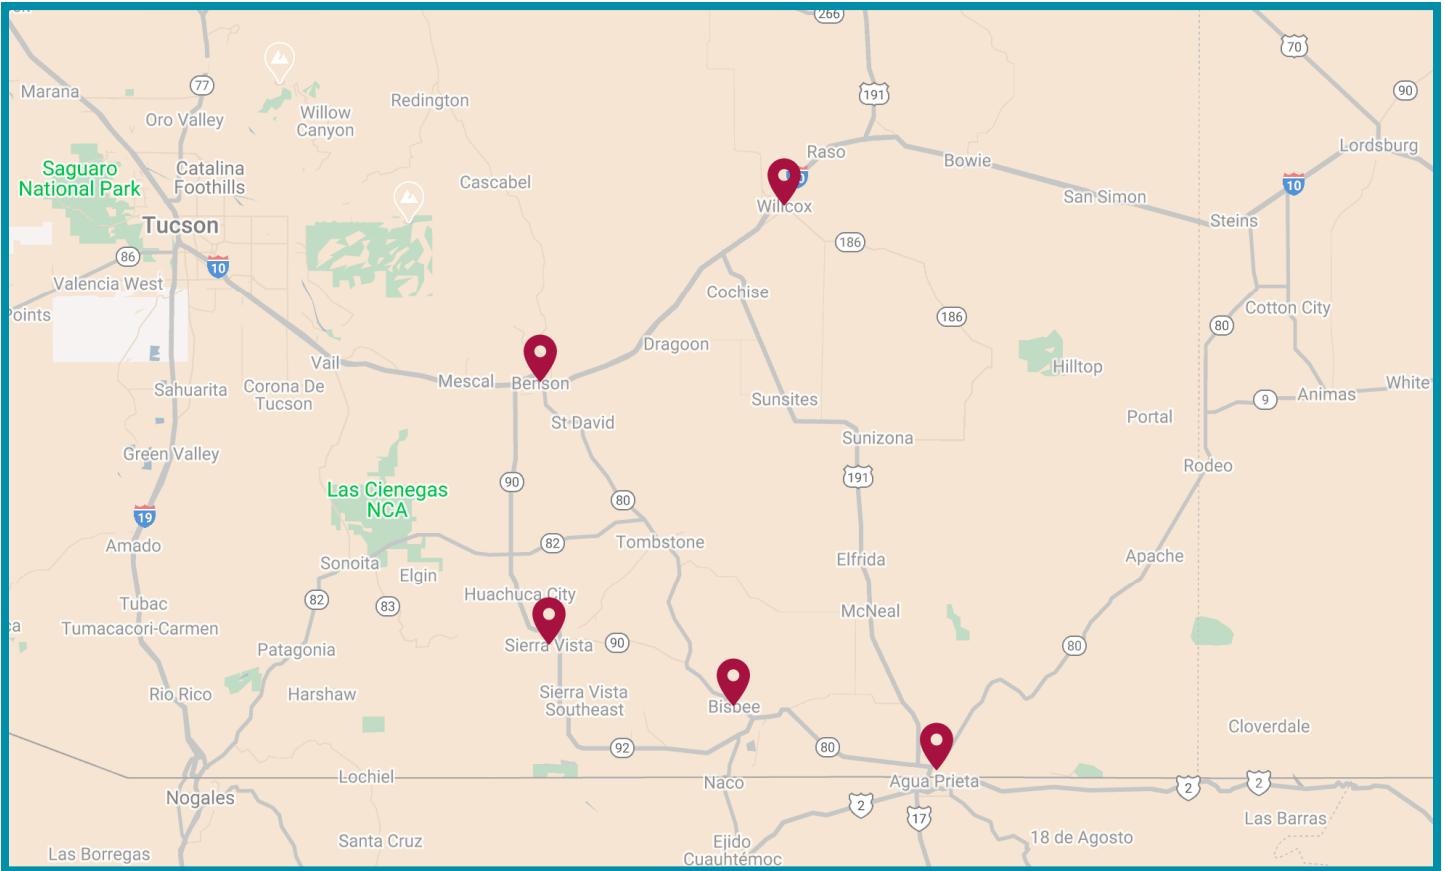 266
70
Marana
77
90
191
Redington
Willow
Canyon
Oro Valley
Lordsburg
Raso
Bowie
Saguaro
National Park
Catalina
Foothills
Cascabel
10
San Simon
Willcox
Steins
Tucson
186
86
10
Valencia West
Cochise
Cotton City
Points
186
80
Dragoon
Vail
Hilltop
Mescal
Benson
White
Sahuarita
Corona De
Tucson
Animas
9
Sunsites
Portal
St David
Sunizona
Green Valley
Rodeo
191
90
Las Cienegas
NCA
80
19
Amado
82
Tombstone
Apache
Sonoita
Elfrida
Elgin
Huachuca City
82
83
Tubac
McNeal
ca
Tumacacori-Carmen
Sierra Vista
90
80
Patagonia
Rio Rico
Harshaw
Sierra Vista
Southeast
Bisbee
Cloverdale
92
80
Lochiel
Naco
Agua Prieta
2
2
Nogales
2
17
Las Barras
Santa Cruz
Ejido
Cuauhtémoc
18 de Agosto
Las Borregas